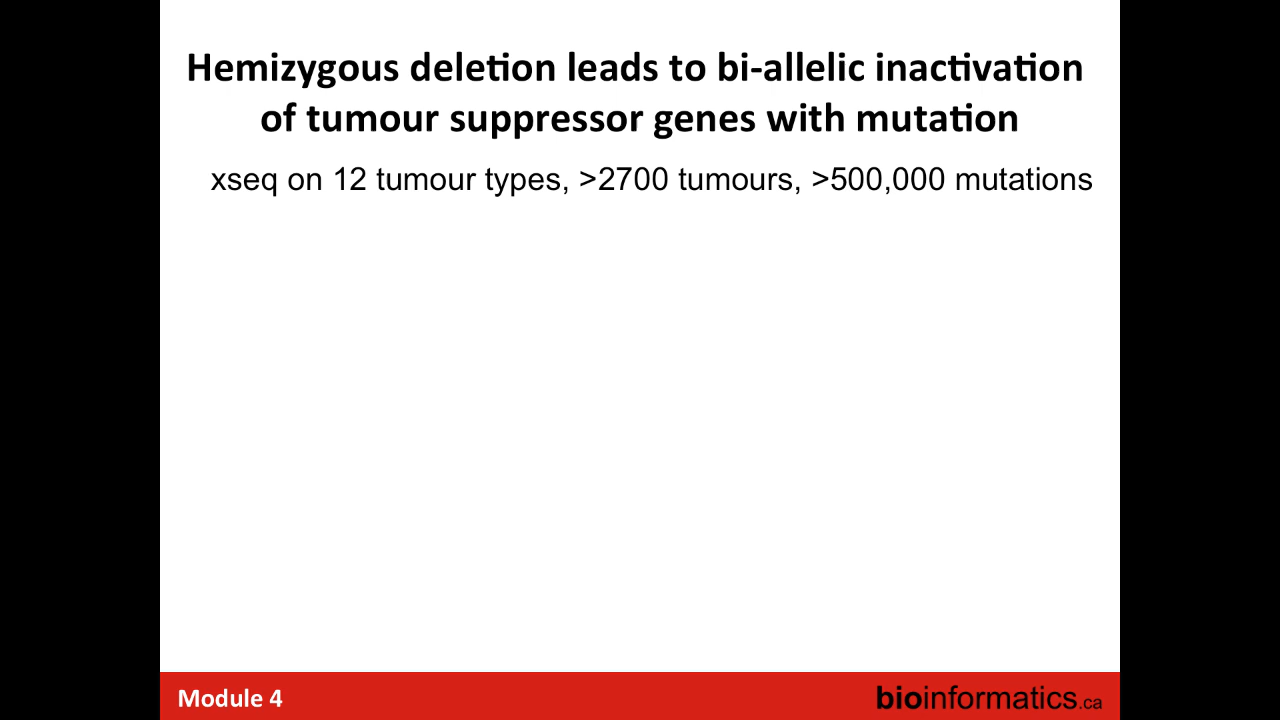 Hemizygous deletion leads to bi-allelic inactivation
of tumour suppressor genes with mutation
xseq on 12 tumour types, >2700 tumours, >500,000 mutations
Module 4
bioinformatics.ca